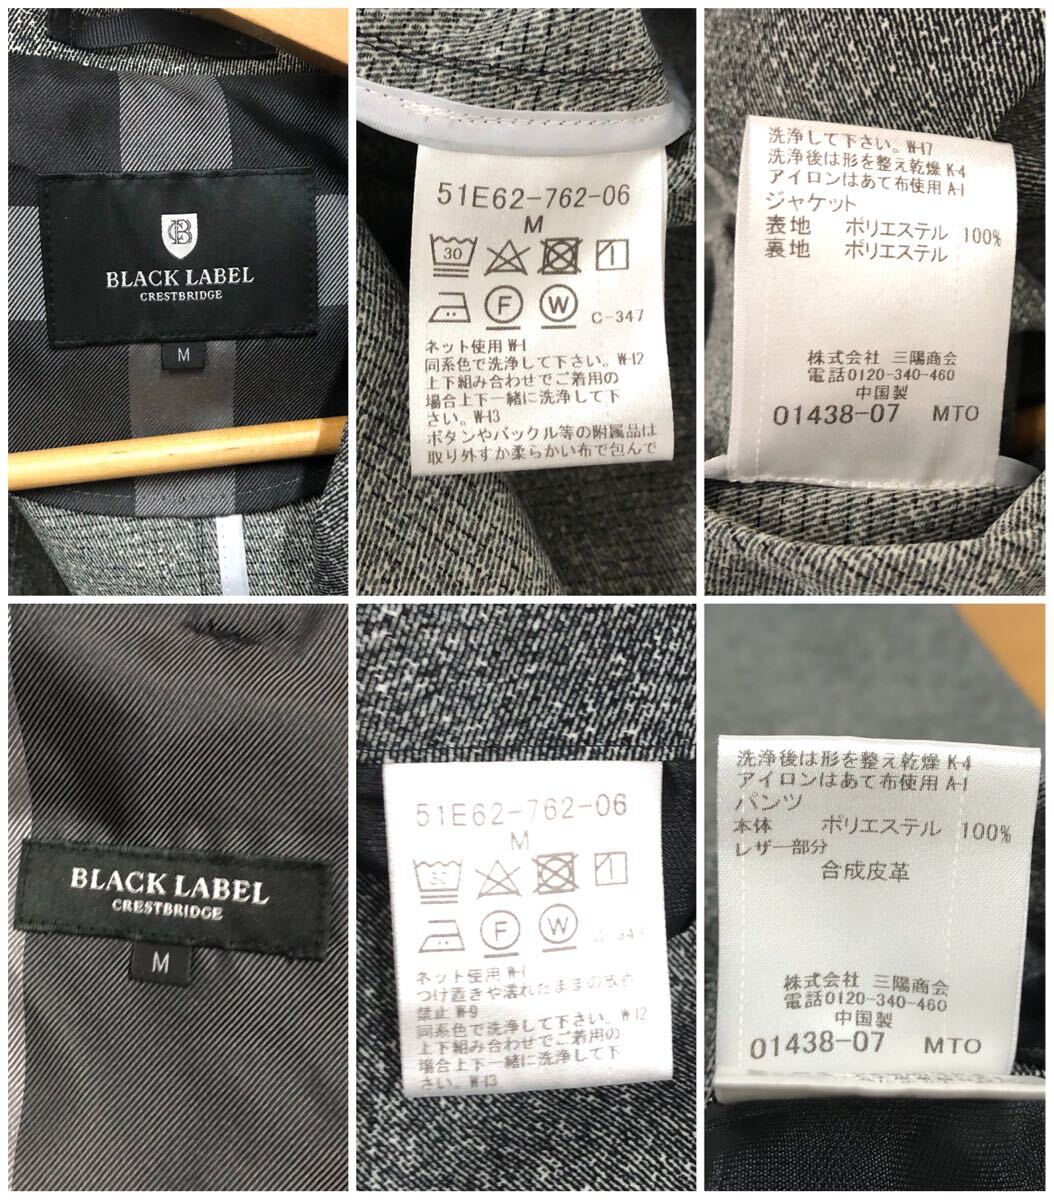 CB
BLACK LABEL
CRESTBRIDGE
M
51E62-762-06
M
30
F W C-347
ネット使用 W-1
同系色で洗浄して下さい。W-12
上下組み合わせでご着用の
場合上下一緒に洗浄して下
さい。W-13
ボタンやバックル等の附属品は
取り外すか柔らかい布で包んで
洗浄して下さい。W-17
洗浄後は形を整え乾燥 K-4
アイロンはあて布使用 A-1
ジャケット
表地 ポリエステル 100%
裏地 ポリエステル
株式会社 三陽商会
電話0120-340-460
中国製
01438-07 MTO
BLACK LABEL
CRESTBRIDGE
M
51E62-762-06
M
30
F W C-347
ネット使用 W-1
つけ置きや濡れたままの放置
禁止 W-9
同系色で洗浄して下さい。W-12
上下組み合わせでご着用の
場合上下一緒に洗浄して下
さい。W-13
洗浄後は形を整え乾燥 K-4
アイロンはあて布使用 A-1
パンツ
本体 ポリエステル 100%
レザー部分
合成皮革
株式会社 三陽商会
電話0120-340-460
中国製
01438-07 MTO